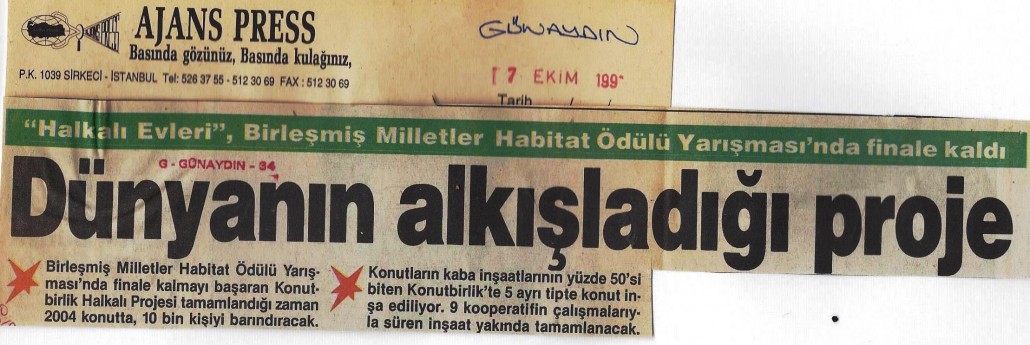 AJANS PRESS
Basında gözünüz, Basında kulağınız,
P.K. 1039 SİRKECİ - İSTANBUL Tel: 526 37 55 - 512 30 69 FAX : 512 30 69
GÜNAYDIN
7 EKİM 199
Tarih
"Halkalı Evleri", Birleşmiş Milletler Habitat Ödülü Yarışması'nda finale kaldı
G - GÜNAYDIN - 34
Dünyanın alkışladığı proje
Birleşmiş Milletler Habitat Ödülü Yarış-
ması'nda finale kalmayı başaran Konut-
birlik Halkalı Projesi tamamlandığı zaman
2004 konutta, 10 bin kişiyi barındıracak.
Konutların kaba inşaatlarının yüzde 50'si
biten Konutbirlik'te 5 ayrı tipte konut in-
şa ediliyor. 9 kooperatifin çalışmalarıy-
la süren inşaat yakında tamamlanacak.